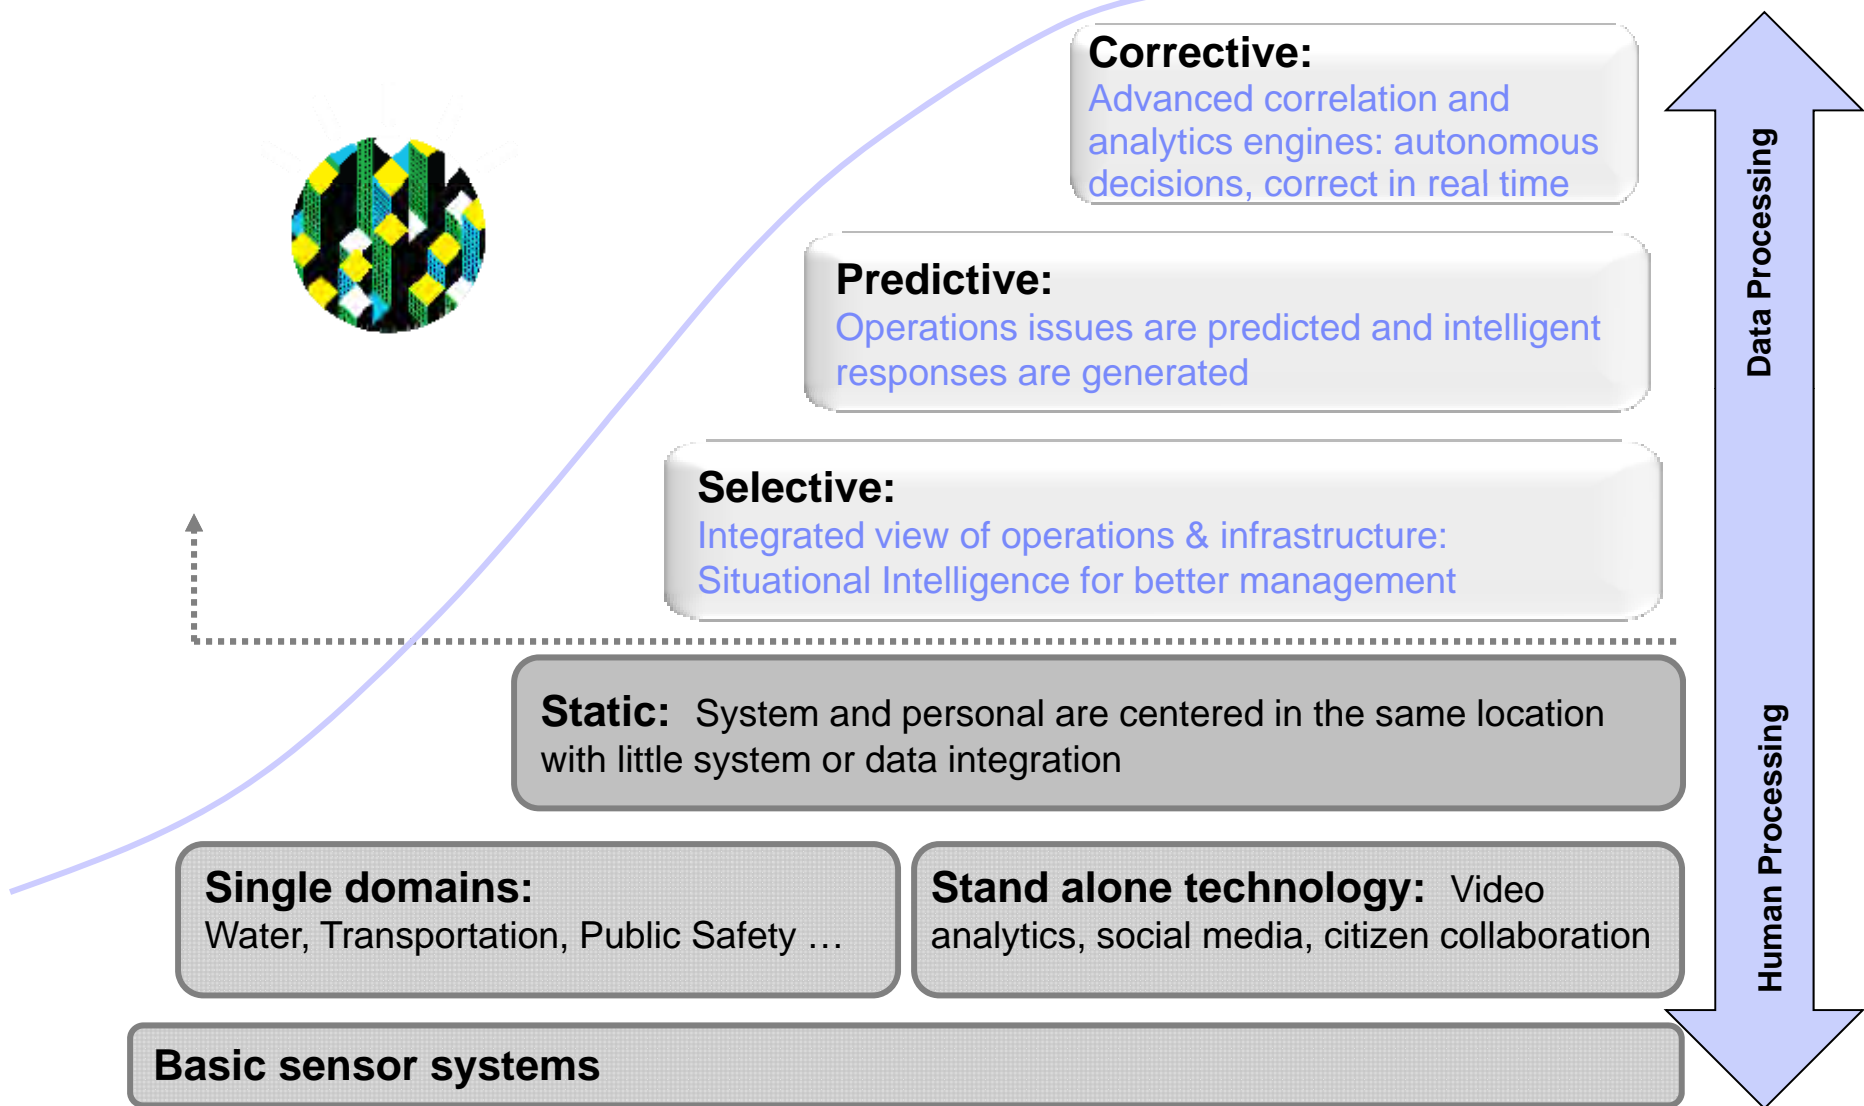 Corrective:
Advanced correlation and
analytics engines: autonomous
decisions, correct in real time
Predictive:
Operations issues are predicted and intelligent
responses are generated
Selective:
Integrated view of operations & infrastructure:
Situational Intelligence for better management
Static: System and personal are centered in the same location
with little system or data integration
Single domains:
Water, Transportation, Public Safety …
Stand alone technology: Video
analytics, social media, citizen collaboration
Basic sensor systems
Data Processing
Human Processing